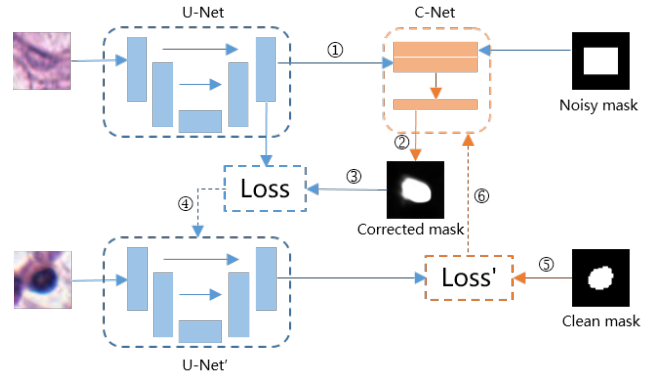 U-Net
C-Net
①
Noisy mask
②
Loss
③
④
Corrected mask
⑥
Loss'
⑤
Clean mask
U-Net′